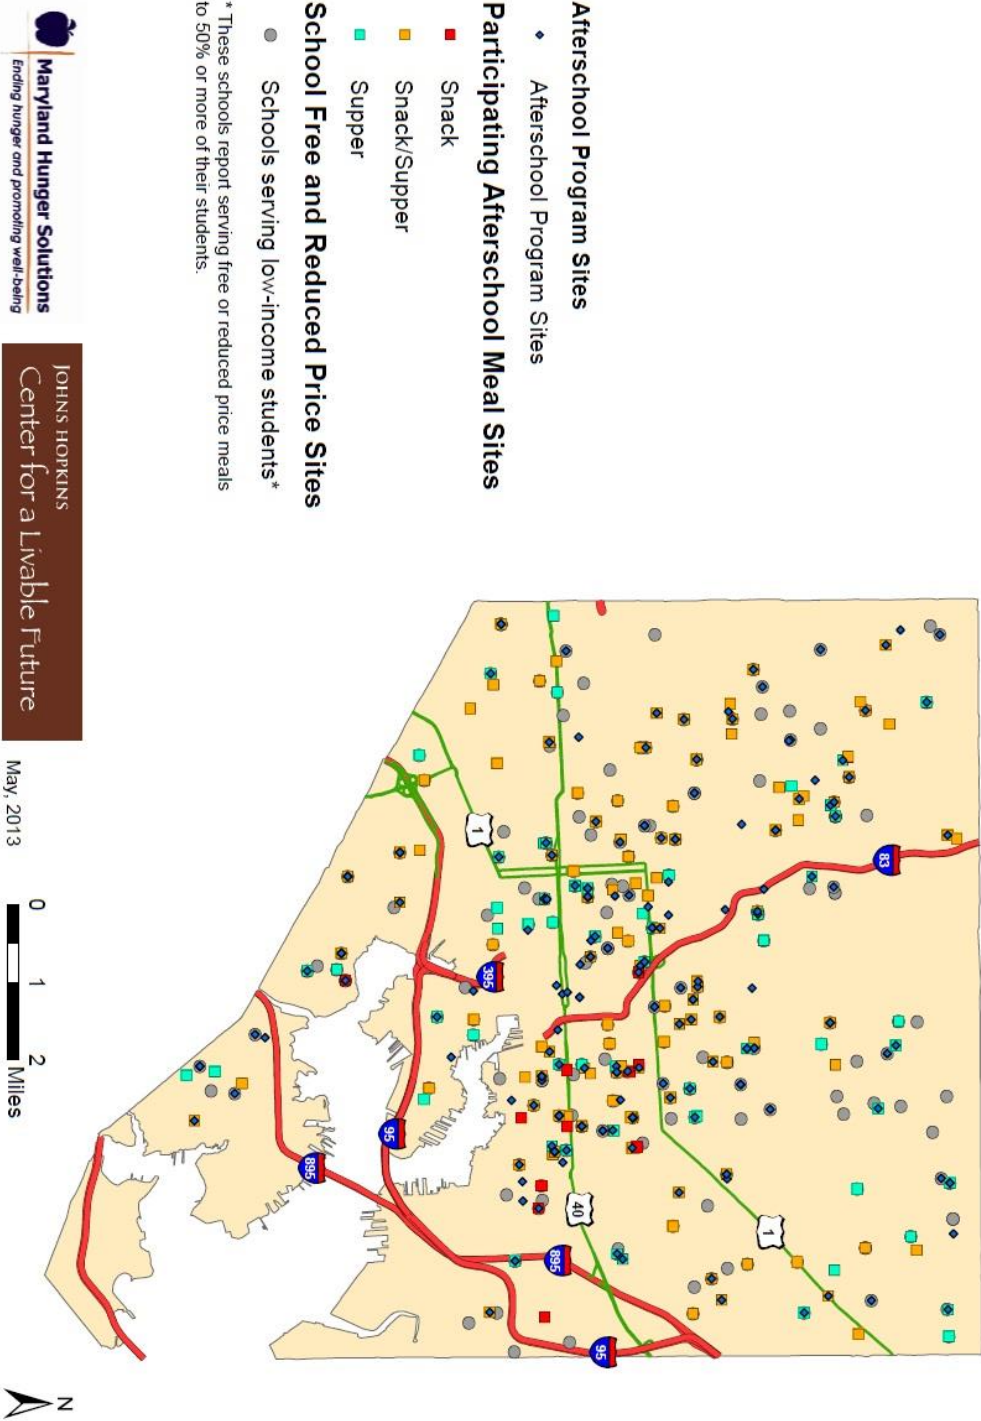 Afterschool Program Sites
Afterschool Program Sites
Participating Afterschool Meal Sites
Snack
Snack/Supper
Supper
School Free and Reduced Price Sites
Schools serving low-income students*
* These schools report serving free or reduced price meals
to 50% or more of their students.
Maryland Hunger Solutions
Ending hunger and promoting well-being
JOHNS HOPKINS
Center for a Livable Future
May, 2013
0 1 2 Miles
N
83
1
395
95
895
40
1
895
95